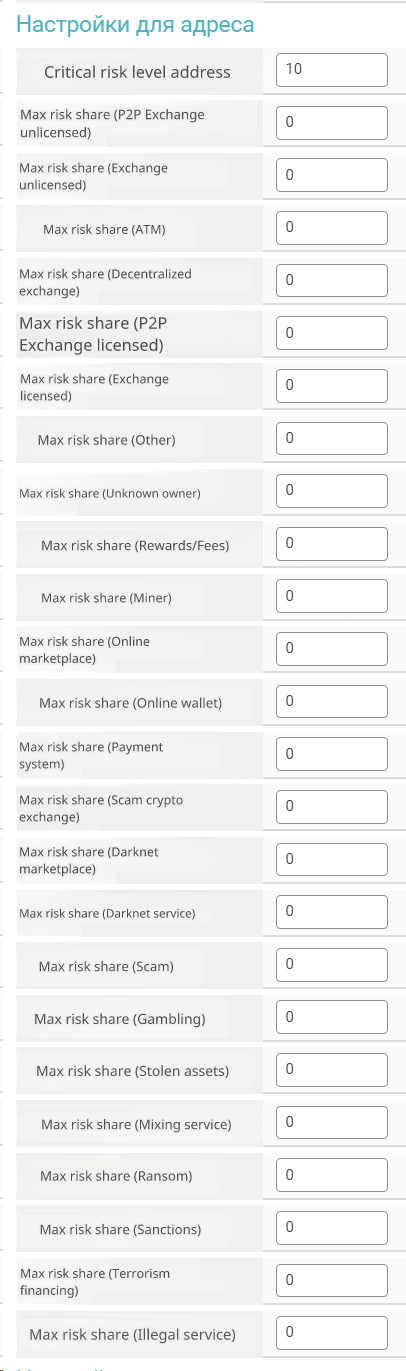 Настройки для адреса
Critical risk level address
10
Max risk share (P2P Exchange
unlicensed)
0
Max risk share (Exchange
unlicensed)
0
Max risk share (ATM)
0
Max risk share (Decentralized
exchange)
0
Max risk share (P2P
Exchange licensed)
0
Max risk share (Exchange
licensed)
0
Max risk share (Other)
0
Max risk share (Unknown owner)
0
Max risk share (Rewards/Fees)
0
Max risk share (Miner)
0
Max risk share (Online
marketplace)
0
Max risk share (Online wallet)
0
Max risk share (Payment
system)
0
Max risk share (Scam crypto
exchange)
0
Max risk share (Darknet
marketplace)
0
Max risk share (Darknet service)
0
Max risk share (Scam)
0
Max risk share (Gambling)
0
Max risk share (Stolen assets)
0
Max risk share (Mixing service)
0
Max risk share (Ransom)
0
Max risk share (Sanctions)
0
Max risk share (Terrorism
financing)
0
Max risk share (Illegal service)
0